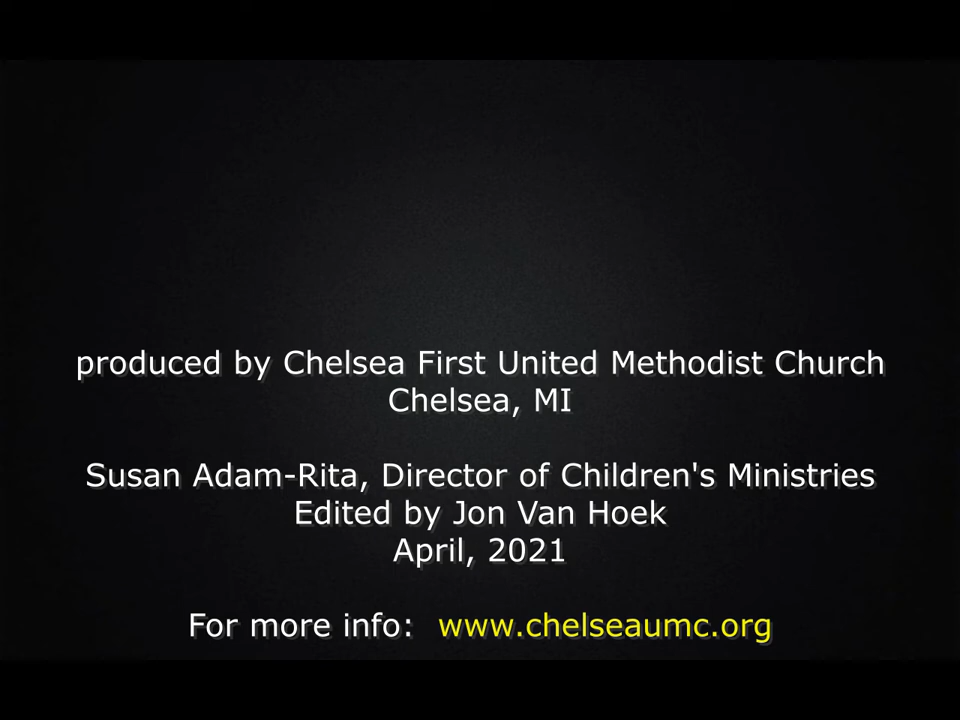 produced by Chelsea First United Methodist Church
Chelsea, MI
Susan Adam-Rita, Director of Children's Ministries
Edited by Jon Van Hoek
April, 2021
For more info:  www.chelseaumc.org